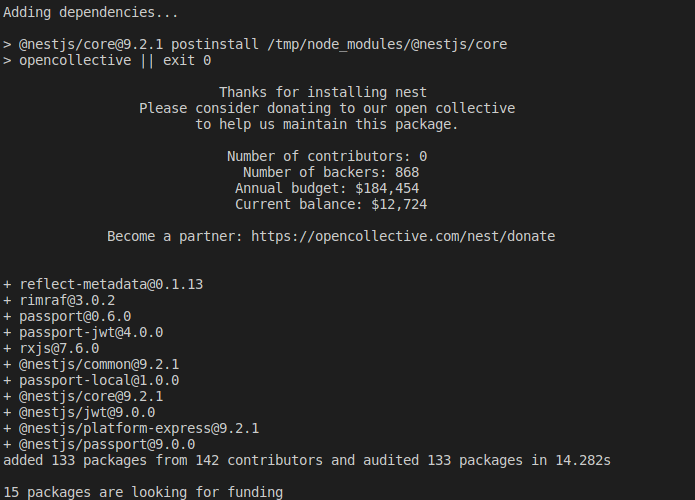 Adding dependencies...
> @nestjs/core@9.2.1 postinstall /tmp/node_modules/@nestjs/core
> opencollective || exit 0
Thanks for installing nest
Please consider donating to our open collective
to help us maintain this package.
Number of contributors: 0
Number of backers: 868
Annual budget: $184,454
Current balance: $12,724
Become a partner: https://opencollective.com/nest/donate
+ reflect-metadata@0.1.13
+ rimraf@3.0.2
+ passport@0.6.0
+ passport-jwt@4.0.0
+ rxjs@7.6.0
+ @nestjs/common@9.2.1
+ passport-local@1.0.0
+ @nestjs/core@9.2.1
+ @nestjs/jwt@9.0.0
+ @nestjs/platform-express@9.2.1
+ @nestjs/passport@9.0.0
added 133 packages from 142 contributors and audited 133 packages in 14.282s
15 packages are looking for funding